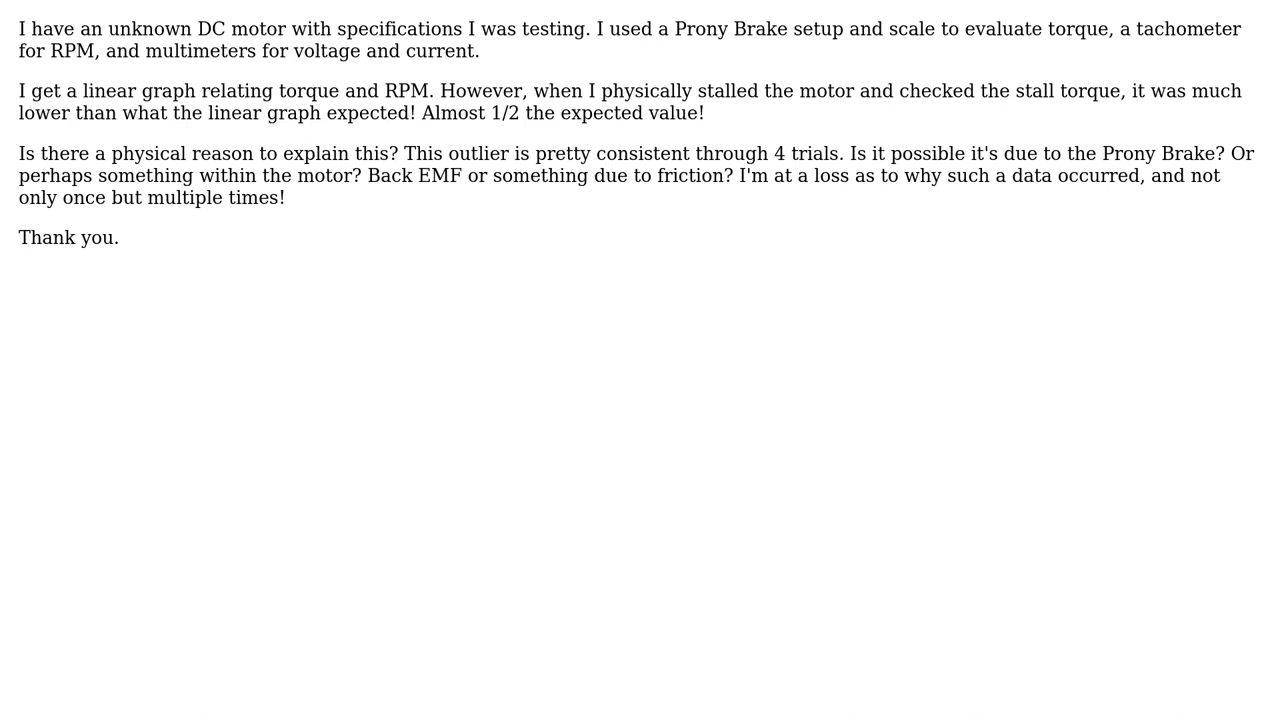 I have an unknown DC motor with specifications I was testing. I used a Prony Brake setup and scale to evaluate torque, a tachometer
for RPM, and multimeters for voltage and current.
I get a linear graph relating torque and RPM. However, when I physically stalled the motor and checked the stall torque, it was much
lower than what the linear graph expected! Almost 1/2 the expected value!
Is there a physical reason to explain this? This outlier is pretty consistent through 4 trials. Is it possible it's due to the Prony Brake? Or
perhaps something within the motor? Back EMF or something due to friction? I'm at a loss as to why such a data occurred, and not
only once but multiple times!
Thank you.